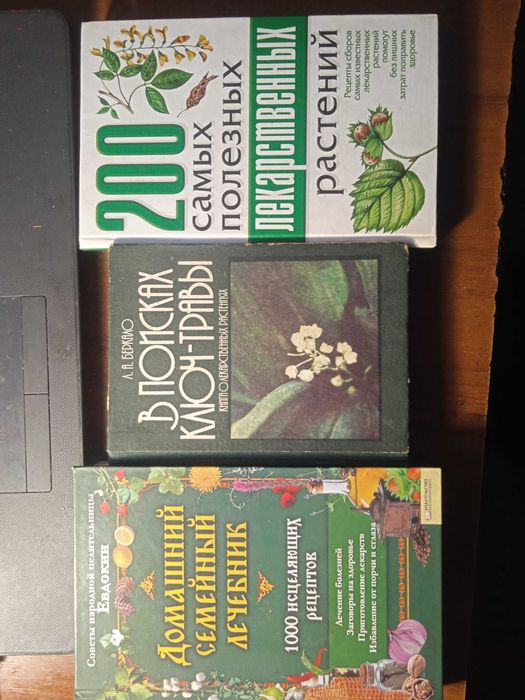 200
самых
полезных
лекарственных
растений
Рецепты сборов
самых известных
лекарственных
растений
помогут
без лишних
затрат поправить
здоровье
Л. А. БЕРКАЛО
В ПОИСКАХ
КЛЮЧ-ТРАВЫ
КНИГА О ЛЕКАРСТВЕННЫХ РАСТЕНИЯХ
Советы народной целительницы
Евдокии
Домашний
семейный
лечебник
1000 исцеляющих
рецептов
Лечение болезней
Заговоры на здоровье
Приготовление лекарств
Избавление от порчи и сглаза